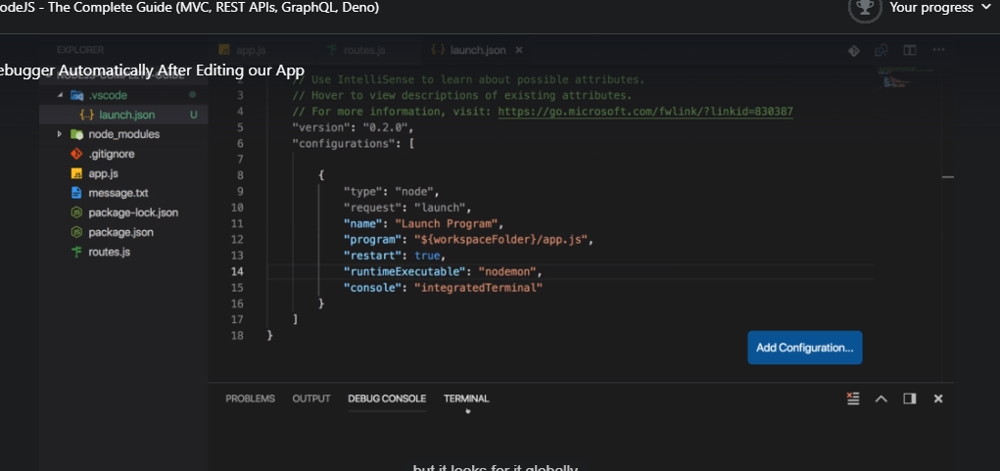 odeJS - The Complete Guide (MVC, REST APIs, GraphQL, Deno)
Your progress
EXPLORER
app.js
routes.js
{} launch.json
ebugger Automatically After Editing our App
NODEJS-COMPLETE-GUIDE
.vscode
{..} launch.json U
node_modules
.gitignore
app.js
message.txt
package-lock.json
package.json
routes.js
2 // Use IntelliSense to learn about possible attributes.
3 // Hover to view descriptions of existing attributes.
4 // For more information, visit: https://go.microsoft.com/fwlink/?linkid=830387
5 "version": "0.2.0",
6 "configurations": [
7
8 {
9 "type": "node",
10 "request": "launch",
11 "name": "Launch Program",
12 "program": "${workspaceFolder}/app.js",
13 "restart": true,
14 "runtimeExecutable": "nodemon",
15 "console": "integratedTerminal"
16 }
17 ]
18 }
Add Configuration...
PROBLEMS OUTPUT DEBUG CONSOLE TERMINAL
but it looks for it globally